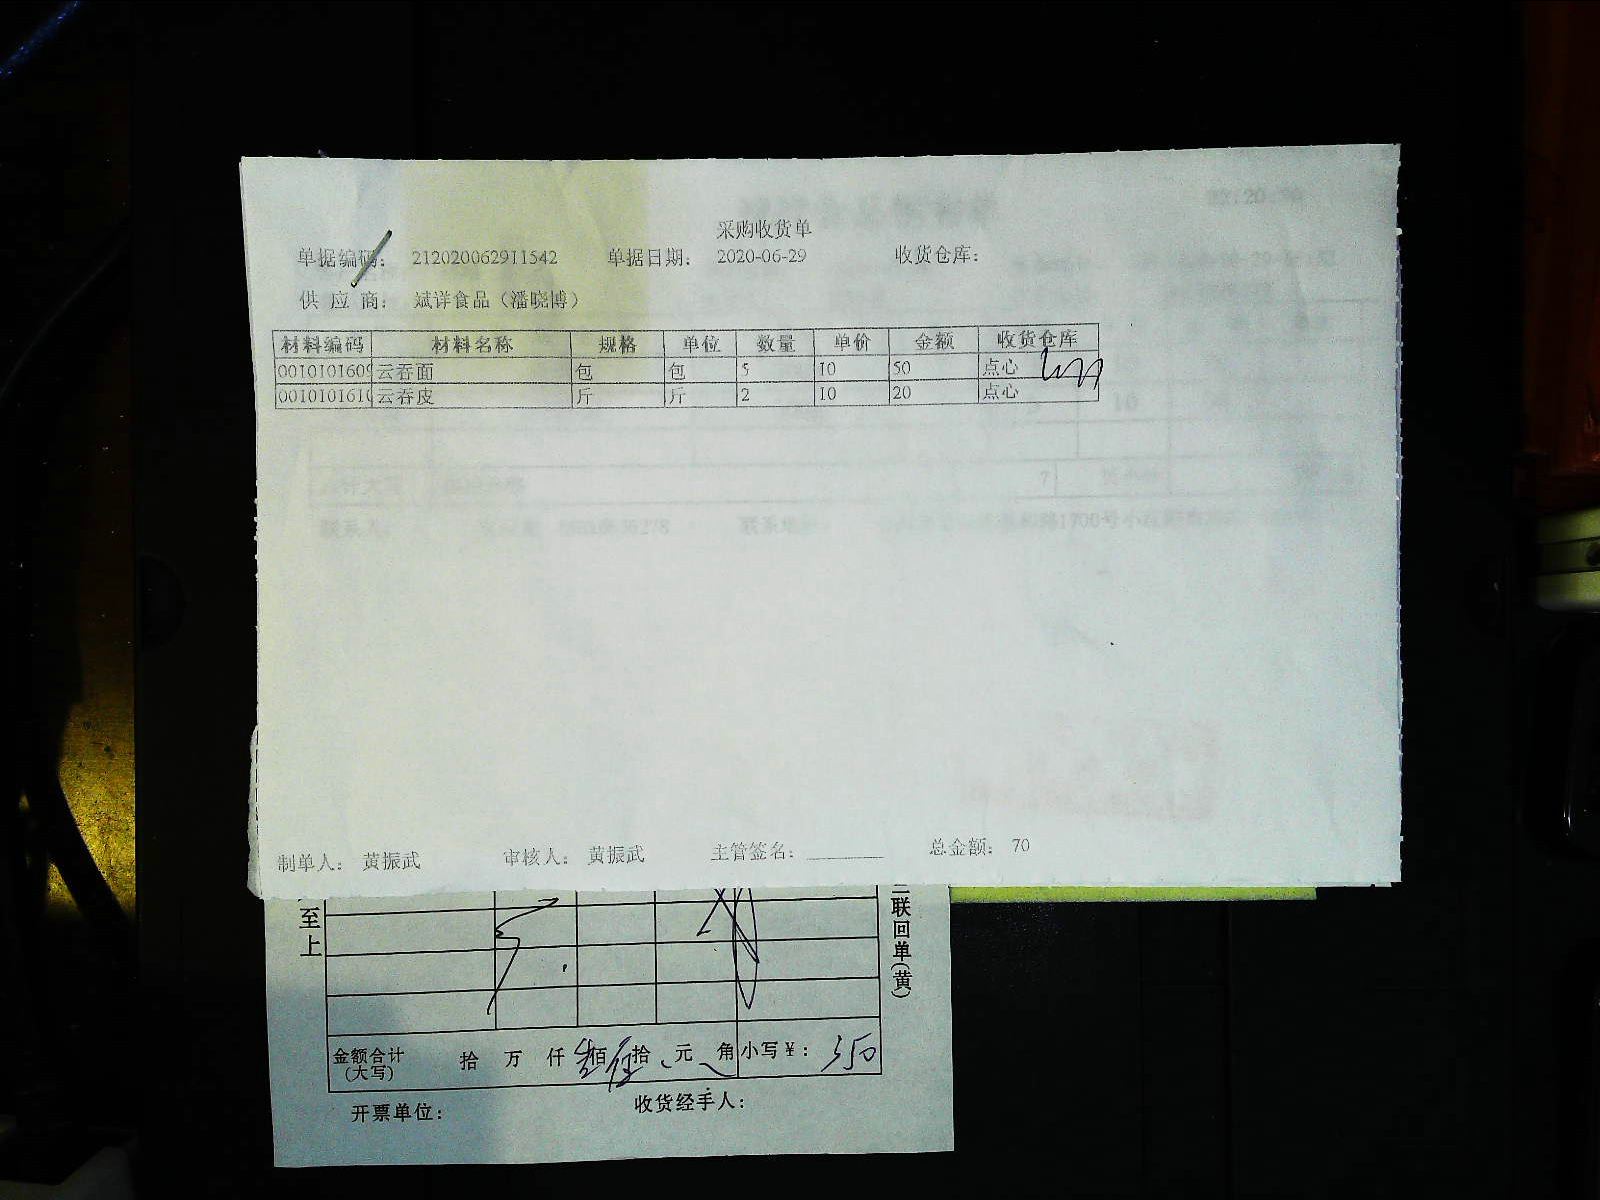 采购收货单
单据编码： 212020062911542 单据日期： 2020-06-29 收货仓库：
供 应 商： 斌详食品（潘晓博）
材料编码 材料名称 规格 单位 数量 单价 金额 收货仓库
0010101609 云吞面 包 包 5 10 50 点心
0010101610 云吞皮 斤 斤 2 10 20 点心
制单人： 黄振武 审核人： 黄振武 主管签名： 总金额： 70
至上
三联回单(黄)
金额合计 拾 万 仟 佰 拾 元 角 小写￥： 350
(大写)
开票单位： 收货经手人：